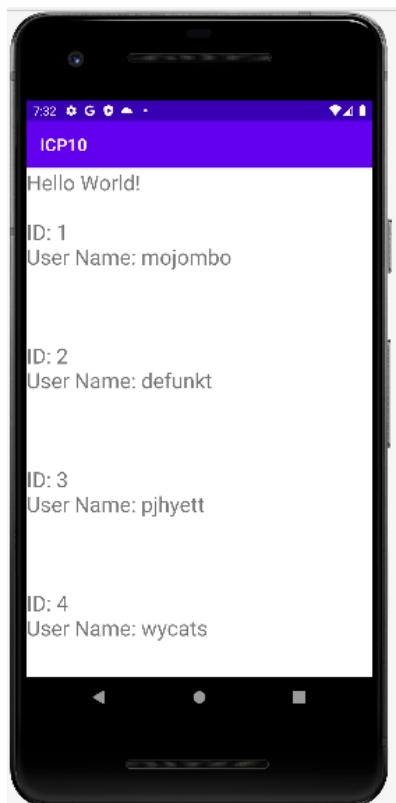 7:32
ICP10
Hello World!
ID: 1
User Name: mojombo
ID: 2
User Name: defunkt
ID: 3
User Name: pjhyett
ID: 4
User Name: wycats